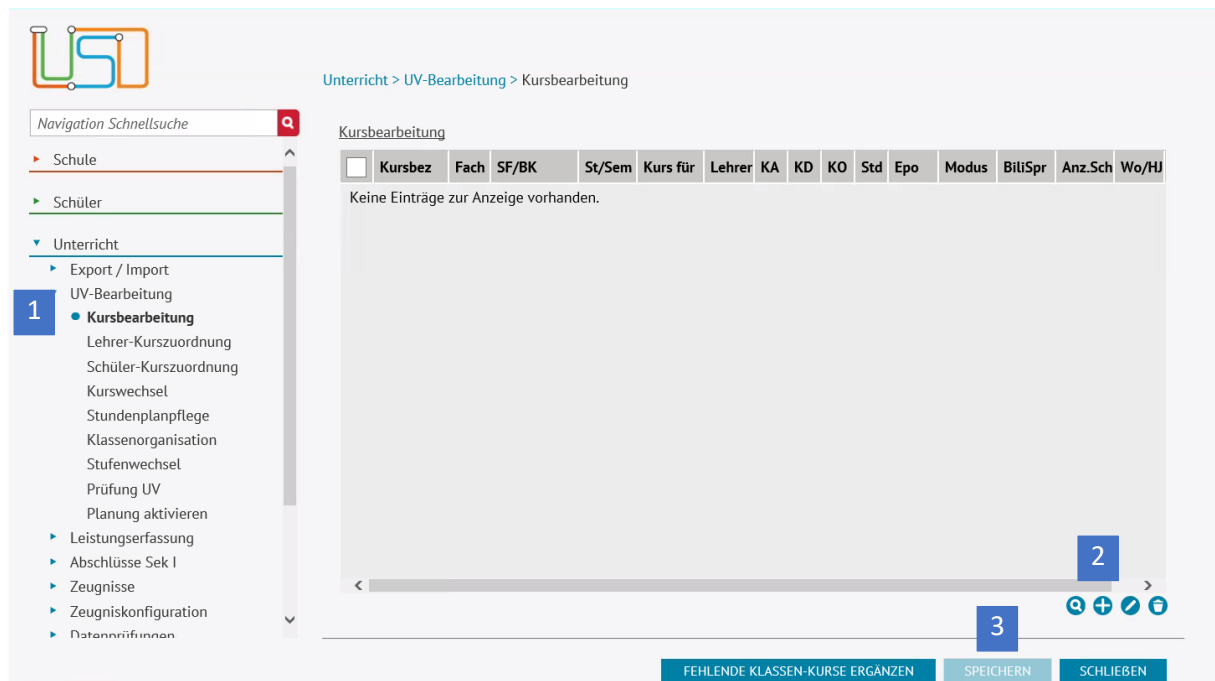 Unterricht > UV-Bearbeitung > Kursbearbeitung
Navigation Schnellsuche
Schule
Schüler
Unterricht
Export / Import
UV-Bearbeitung
1
Kursbearbeitung
Lehrer-Kurszuordnung
Schüler-Kurszuordnung
Kurswechsel
Stundenplanpflege
Klassenorganisation
Stufenwechsel
Prüfung UV
Planung aktivieren
Leistungserfassung
Abschlüsse Sek I
Zeugnisse
Zeugniskonfiguration
Datenprüfungen
Kursbearbeitung
Kursbez Fach SF/BK St/Sem Kurs für Lehrer KA KD KO Std Epo Modus BiliSpr Anz.Sch Wo/HJ
Keine Einträge zur Anzeige vorhanden.
2
3
FEHLENDE KLASSEN-KURSE ERGÄNZEN SPEICHERN SCHLIEßEN